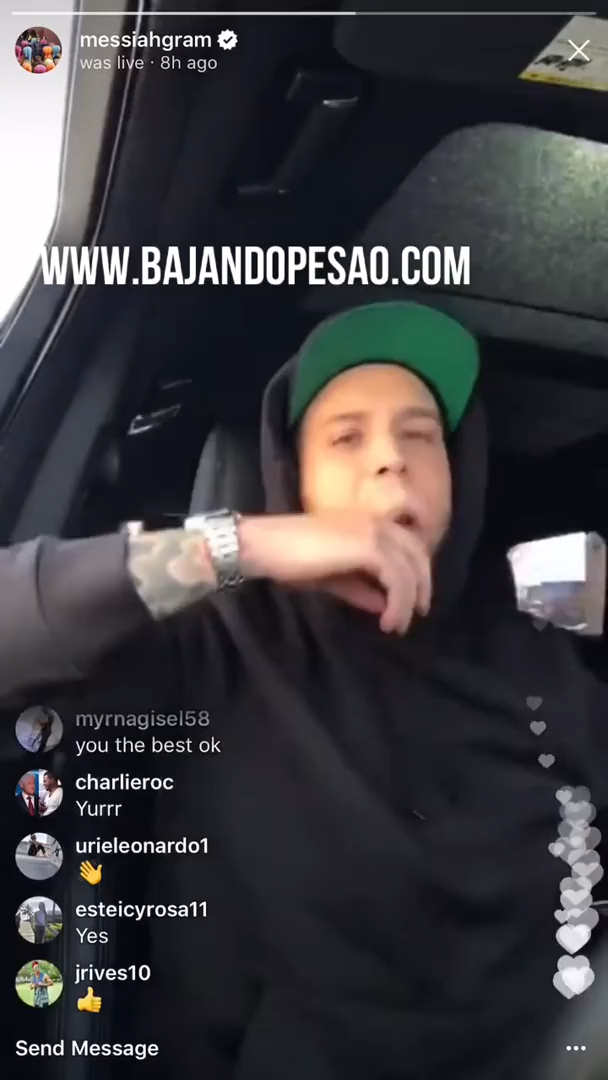 messiahgram
was live · 8h ago
WWW.BAJANDOPESAO.COM
myrnagisel58
you the best ok
charlieroc
Yurrr
urieleonardo1
👋
esteicyrosa11
Yes
jrives10
👍
Send Message